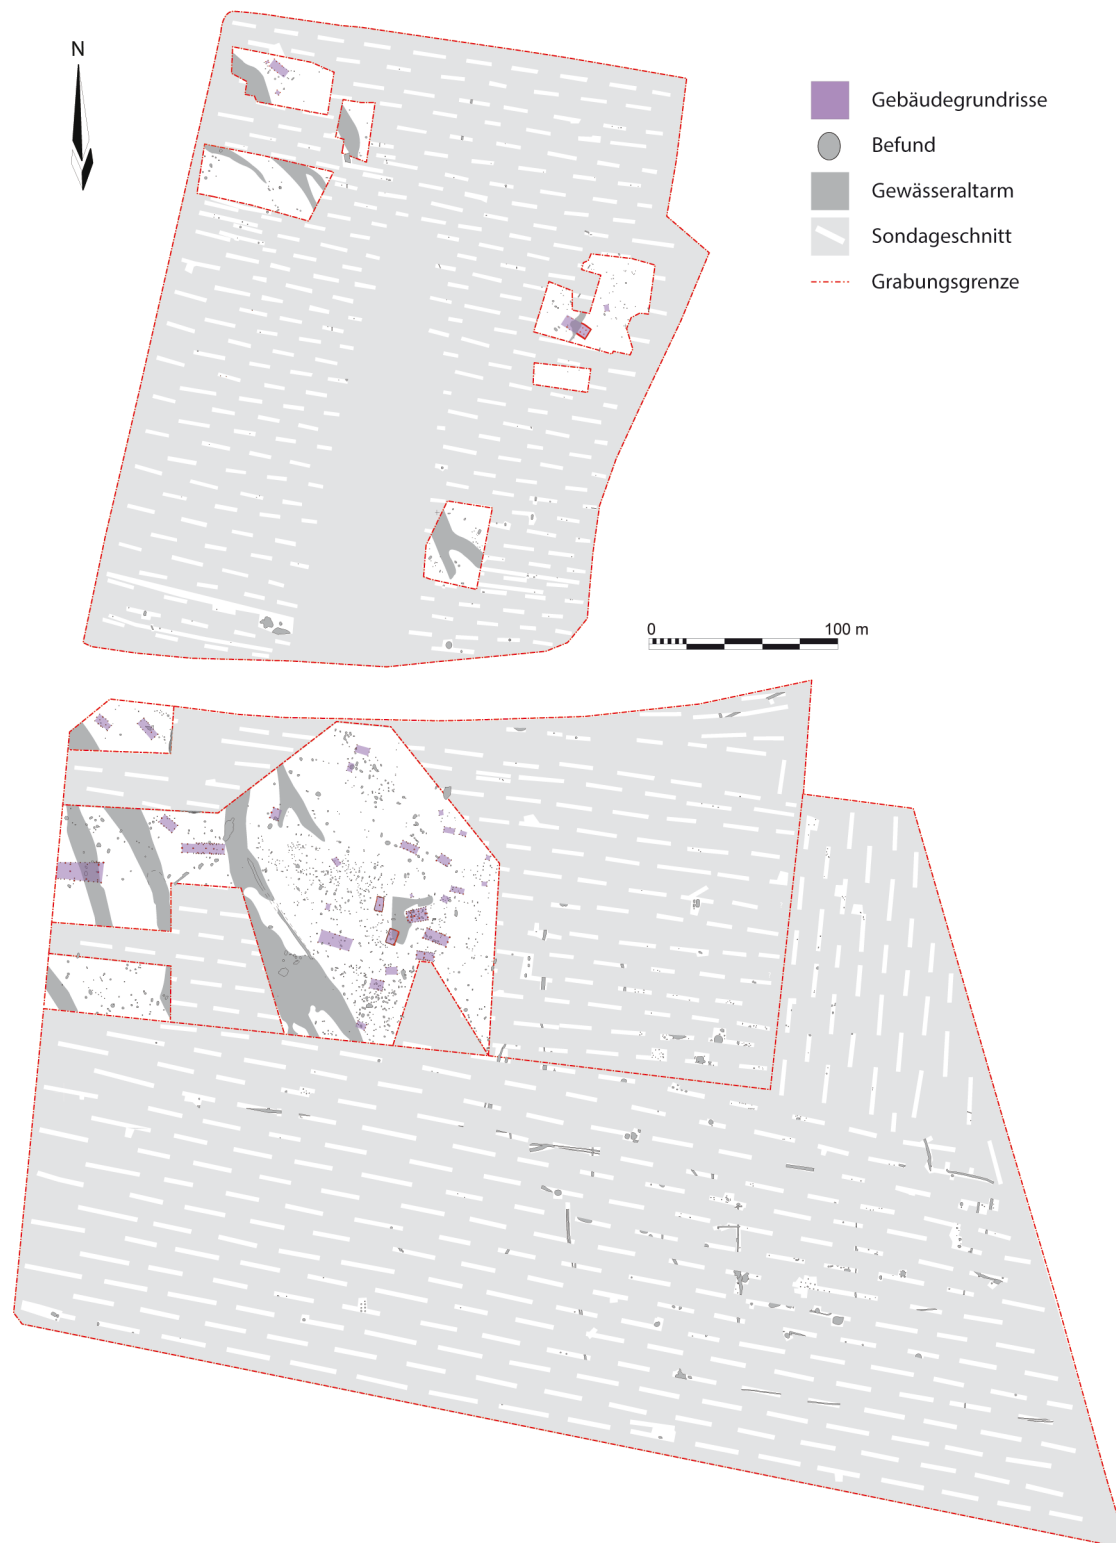 N
Gebäudegrundrisse
Befund
Gewässeraltarm
Sondageschnitt
Grabungsgrenze
0 100 m